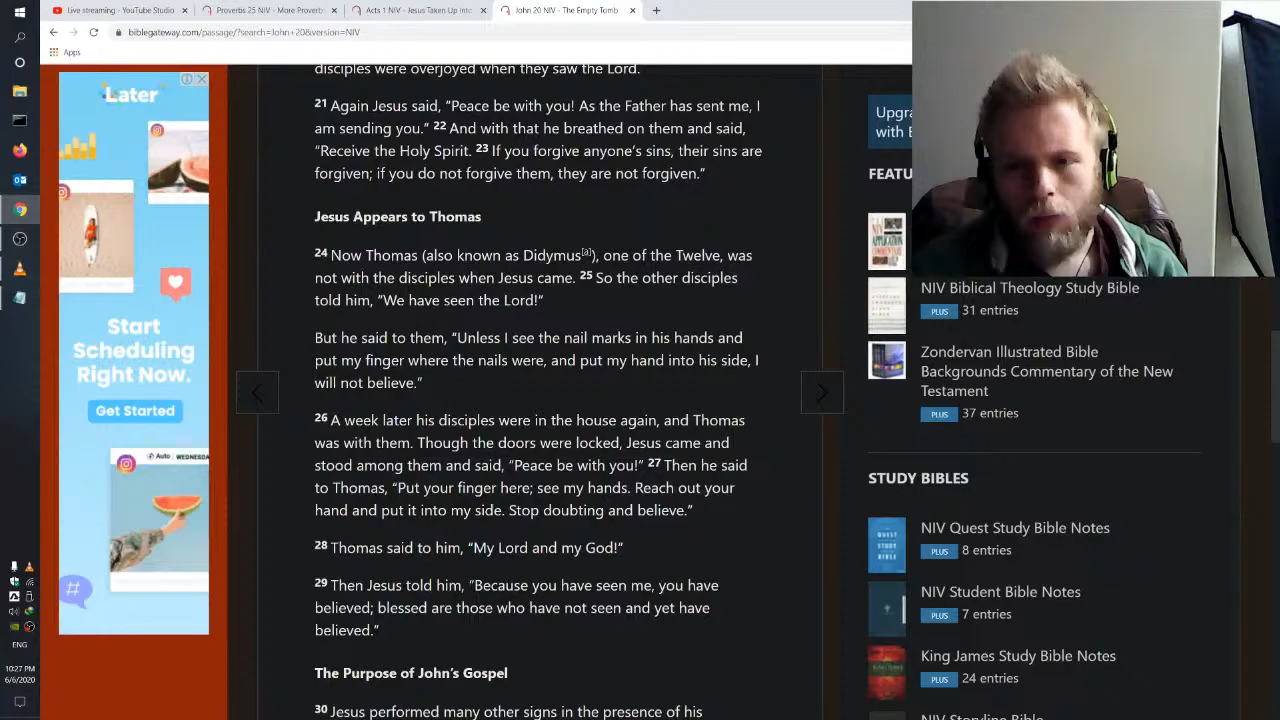 Live streaming - YouTube Studio
Proverbs 25 NIV - More Proverbs
Acts 1 NIV - Jesus Taken Up Into
John 20 NIV - The Empty Tomb
biblegateway.com/passage/?search=John+20&version=NIV
Apps
Later
Start
Scheduling
Right Now.
Get Started
Auto WEDNESDA
#
disciples were overjoyed when they saw the Lord.
21 Again Jesus said, “Peace be with you! As the Father has sent me, I
am sending you.” 22 And with that he breathed on them and said,
“Receive the Holy Spirit. 23 If you forgive anyone’s sins, their sins are
forgiven; if you do not forgive them, they are not forgiven.”
Jesus Appears to Thomas
24 Now Thomas (also known as Didymus[a]), one of the Twelve, was
not with the disciples when Jesus came. 25 So the other disciples
told him, “We have seen the Lord!”
But he said to them, “Unless I see the nail marks in his hands and
put my finger where the nails were, and put my hand into his side, I
will not believe.”
26 A week later his disciples were in the house again, and Thomas
was with them. Though the doors were locked, Jesus came and
stood among them and said, “Peace be with you!” 27 Then he said
to Thomas, “Put your finger here; see my hands. Reach out your
hand and put it into my side. Stop doubting and believe.”
28 Thomas said to him, “My Lord and my God!”
29 Then Jesus told him, “Because you have seen me, you have
believed; blessed are those who have not seen and yet have
believed.”
The Purpose of John’s Gospel
30 Jesus performed many other signs in the presence of his
Upgra
with B
FEATU
NIV APPLICATION
NIV Biblical Theology Study Bible
PLUS 31 entries
Zondervan Illustrated Bible
Backgrounds Commentary of the New
Testament
PLUS 37 entries
STUDY BIBLES
QUEST STUDY BIBLE
NIV Quest Study Bible Notes
PLUS 8 entries
NIV Student Bible Notes
PLUS 7 entries
King James Study Bible Notes
PLUS 24 entries
NIV Storyline Bible
ENG
10:27 PM
6/6/2020